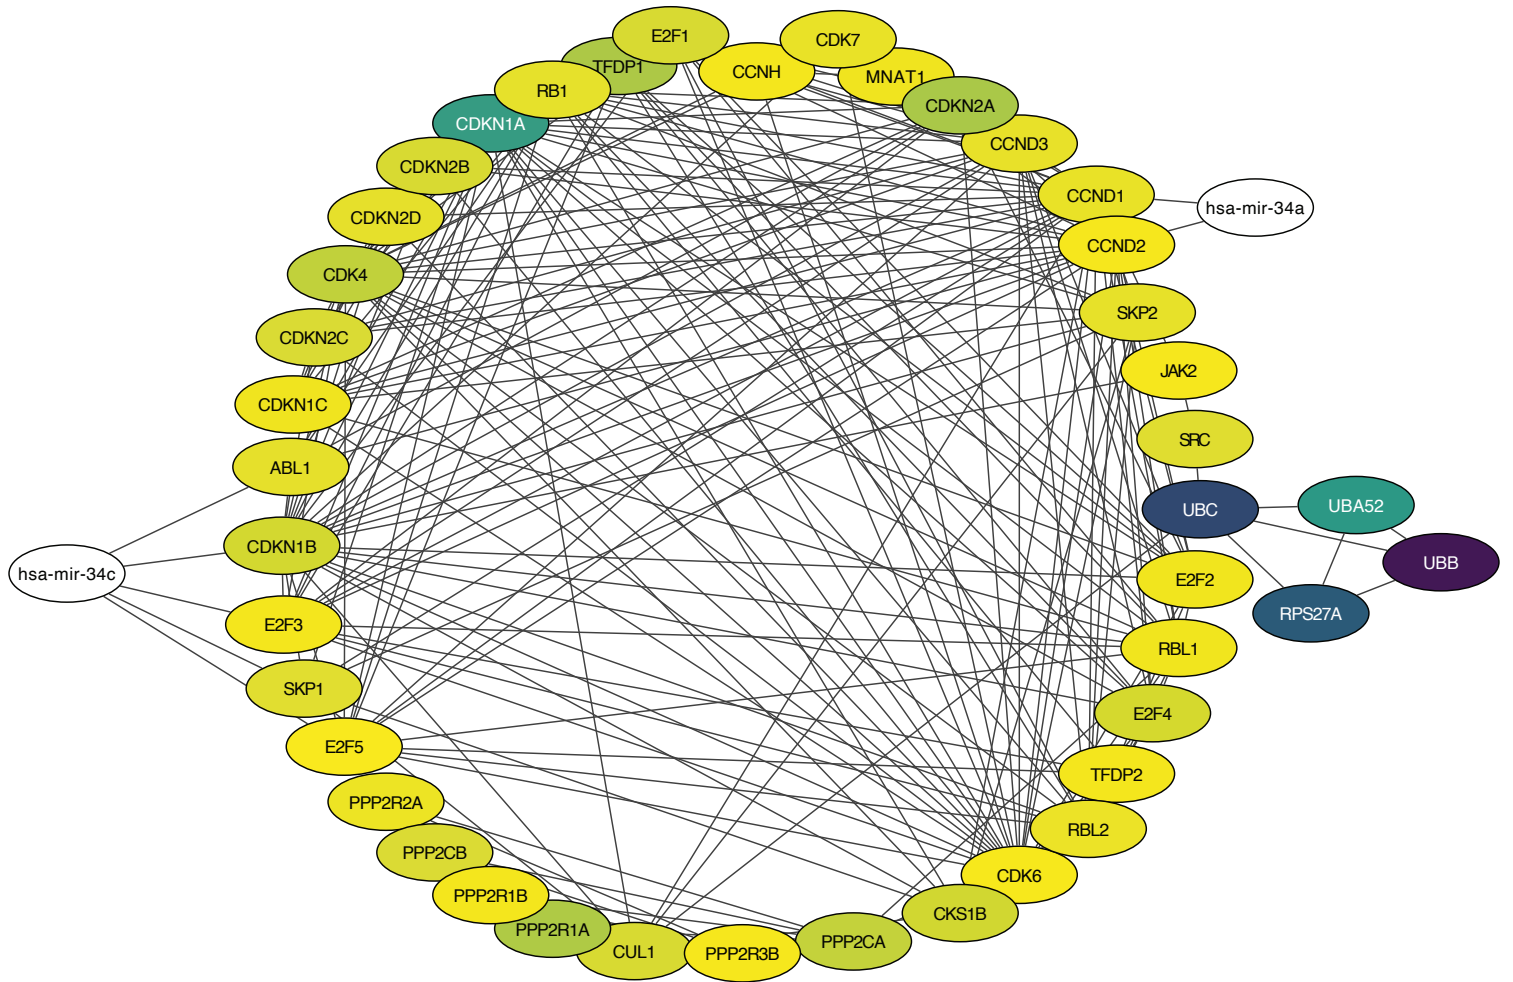 E2F1
CDK7
TFDP1
CCNH
MNAT1
RB1
CDKN2A
CDKN1A
CCND3
CDKN2B
CCND1
hsa-mir-34a
CDKN2D
CCND2
CDK4
SKP2
CDKN2C
JAK2
CDKN1C
SRC
ABL1
UBC
UBA52
CDKN1B
UBB
hsa-mir-34c
E2F2
RPS27A
E2F3
RBL1
SKP1
E2F4
E2F5
TFDP2
PPP2R2A
RBL2
PPP2CB
CDK6
PPP2R1B
CKS1B
PPP2R1A
PPP2CA
CUL1
PPP2R3B